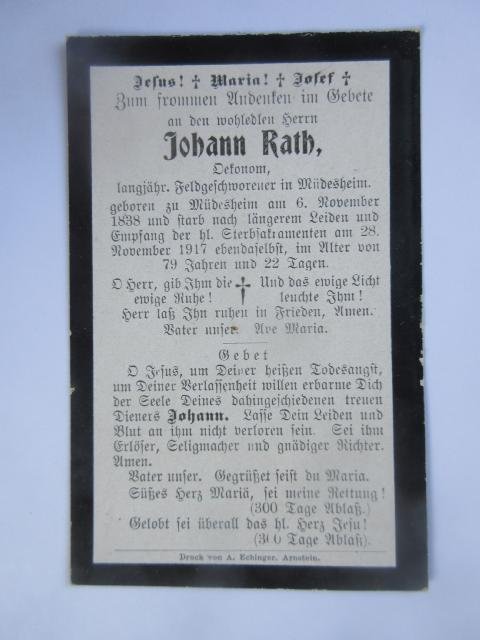 Jesus! † Maria! † Josef †
Zum frommen Andenken im Gebete
an den wohledlen Herrn
Johann Rath,
Oekonom,
langjähr. Feldgeschworener in Müdesheim.
geboren zu Müdesheim am 6. November
1838 und starb nach längerem Leiden und
Empfang der hl. Sterbsakramenten am 28.
November 1917 ebendaselbst, im Alter von
79 Jahren und 22 Tagen.
O Herr, gib Ihm die † Und das ewige Licht
ewige Ruhe! leuchte Ihm!
Herr laß Ihn ruhen in Frieden, Amen.
Vater unser. Ave Maria.
Gebet
O Jesus, um Deiner heißen Todesangst,
um Deiner Verlassenheit willen erbarme Dich
der Seele Deines dahingeschiedenen treuen
Dieners Johann. Lasse Dein Leiden und
Blut an ihm nicht verloren sein. Sei ihm
Erlöser, Seligmacher und gnädiger Richter.
Amen.
Vater unser. Gegrüßet seist du Maria.
Süßes Herz Mariä, sei meine Rettung!
(300 Tage Ablaß.)
Gelobt sei überall das hl. Herz Jesu!
(300 Tage Ablaß).
Druck von A. Echinger, Arnstein.